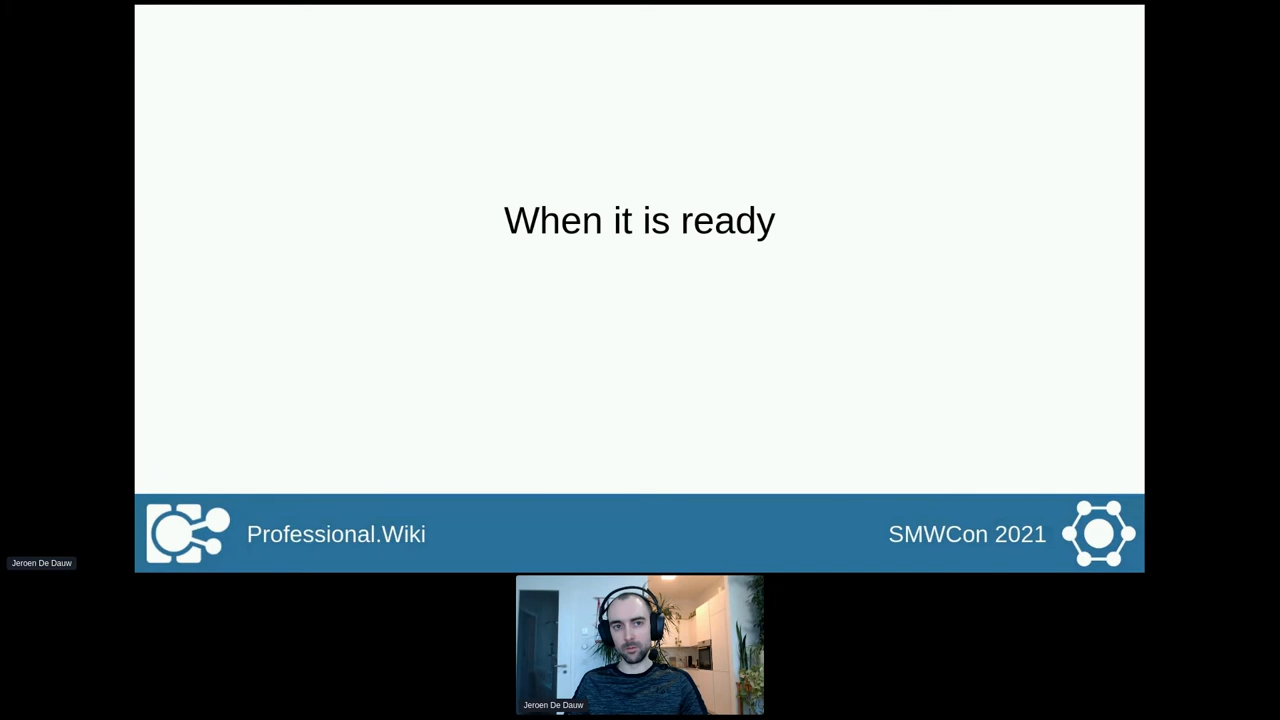 When it is ready
Professional.Wiki
SMWCon 2021
Jeroen De Dauw
Jeroen De Dauw